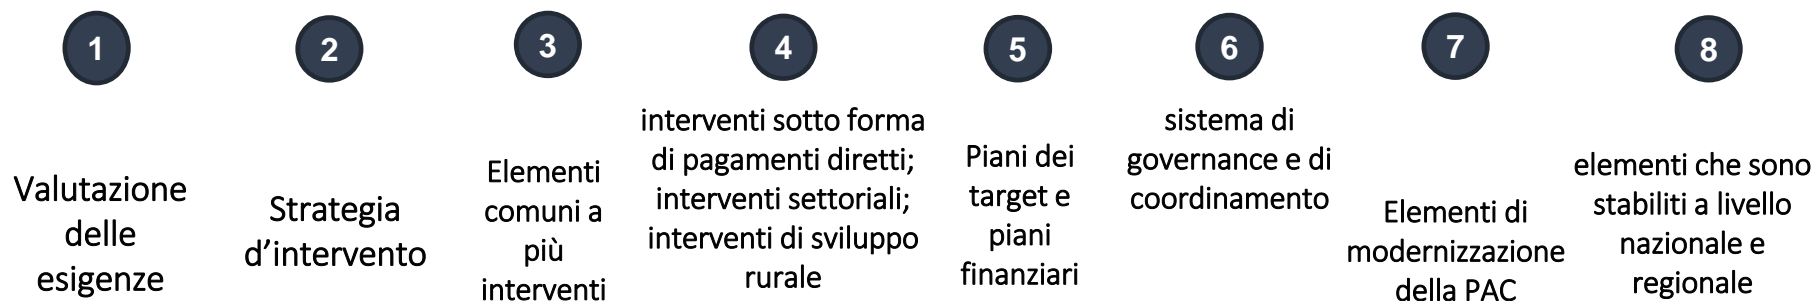 1
Valutazione
delle
esigenze
2
Strategia
d’intervento
3
Elementi
comuni a
più
interventi
4
interventi sotto forma
di pagamenti diretti;
interventi settoriali;
interventi di sviluppo
rurale
5
Piani dei
target e
piani
finanziari
6
sistema di
governance e di
coordinamento
7
Elementi di
modernizzazione
della PAC
8
elementi che sono
stabiliti a livello
nazionale e
regionale